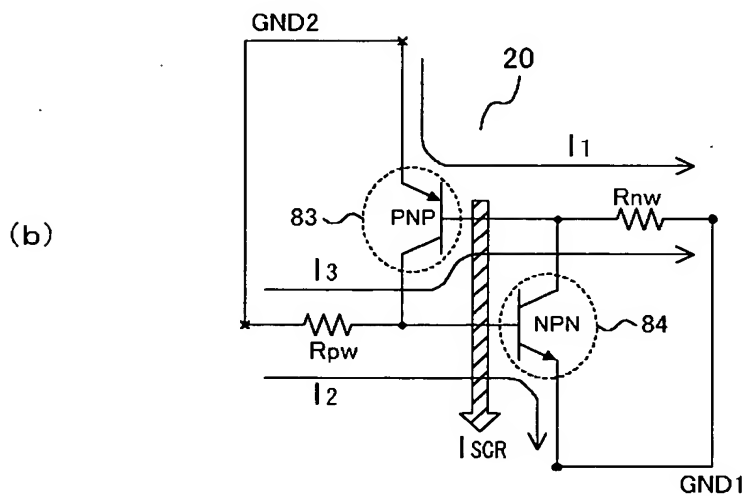 GND2
20
I1
Rnw
83
PNP
(b)
I3
NPN
84
Rpw
I2
ISCR
GND1